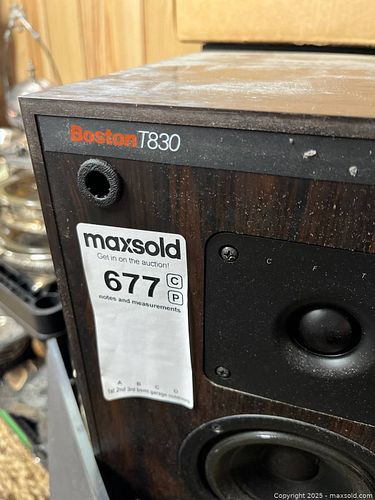 Boston T830
maxsold
Get in on the auction!
677 C
P
notes and measurements
A B C D
C F T
Copyright 2025 - maxsold.com